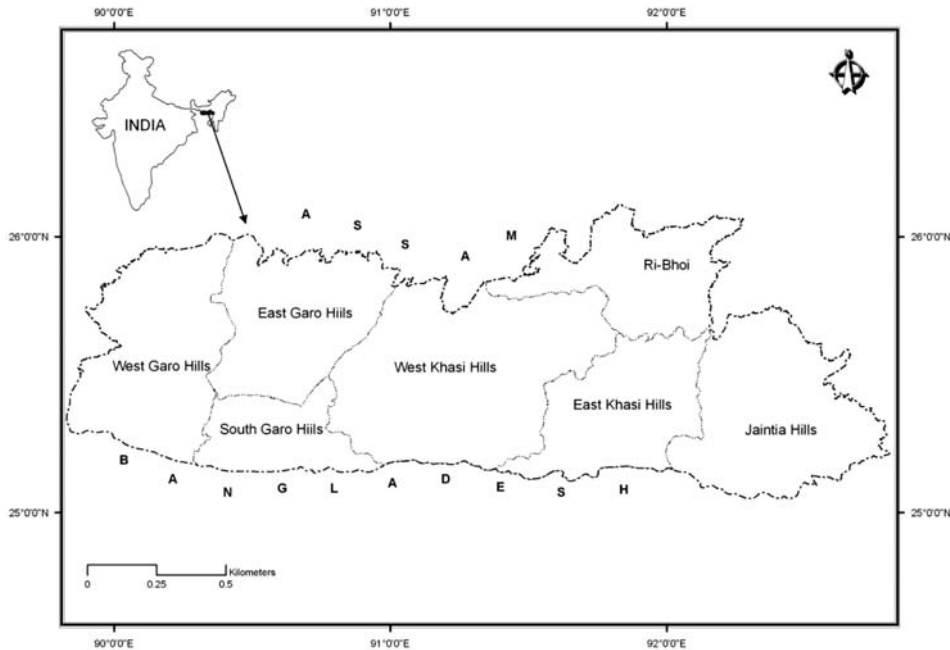 90°0'0"E 91°0'0"E 92°0'0"E
INDIA
A S S A M
26°0'0"N 26°0'0"N
Ri-Bhoi
East Garo Hiils
West Garo Hills
West Khasi Hills
East Khasi Hills
South Garo Hiils
Jaintia Hills
B A N G L A D E S H
25°0'0"N 25°0'0"N
Kilometers
0 0.25 0.5
90°0'0"E 91°0'0"E 92°0'0"E